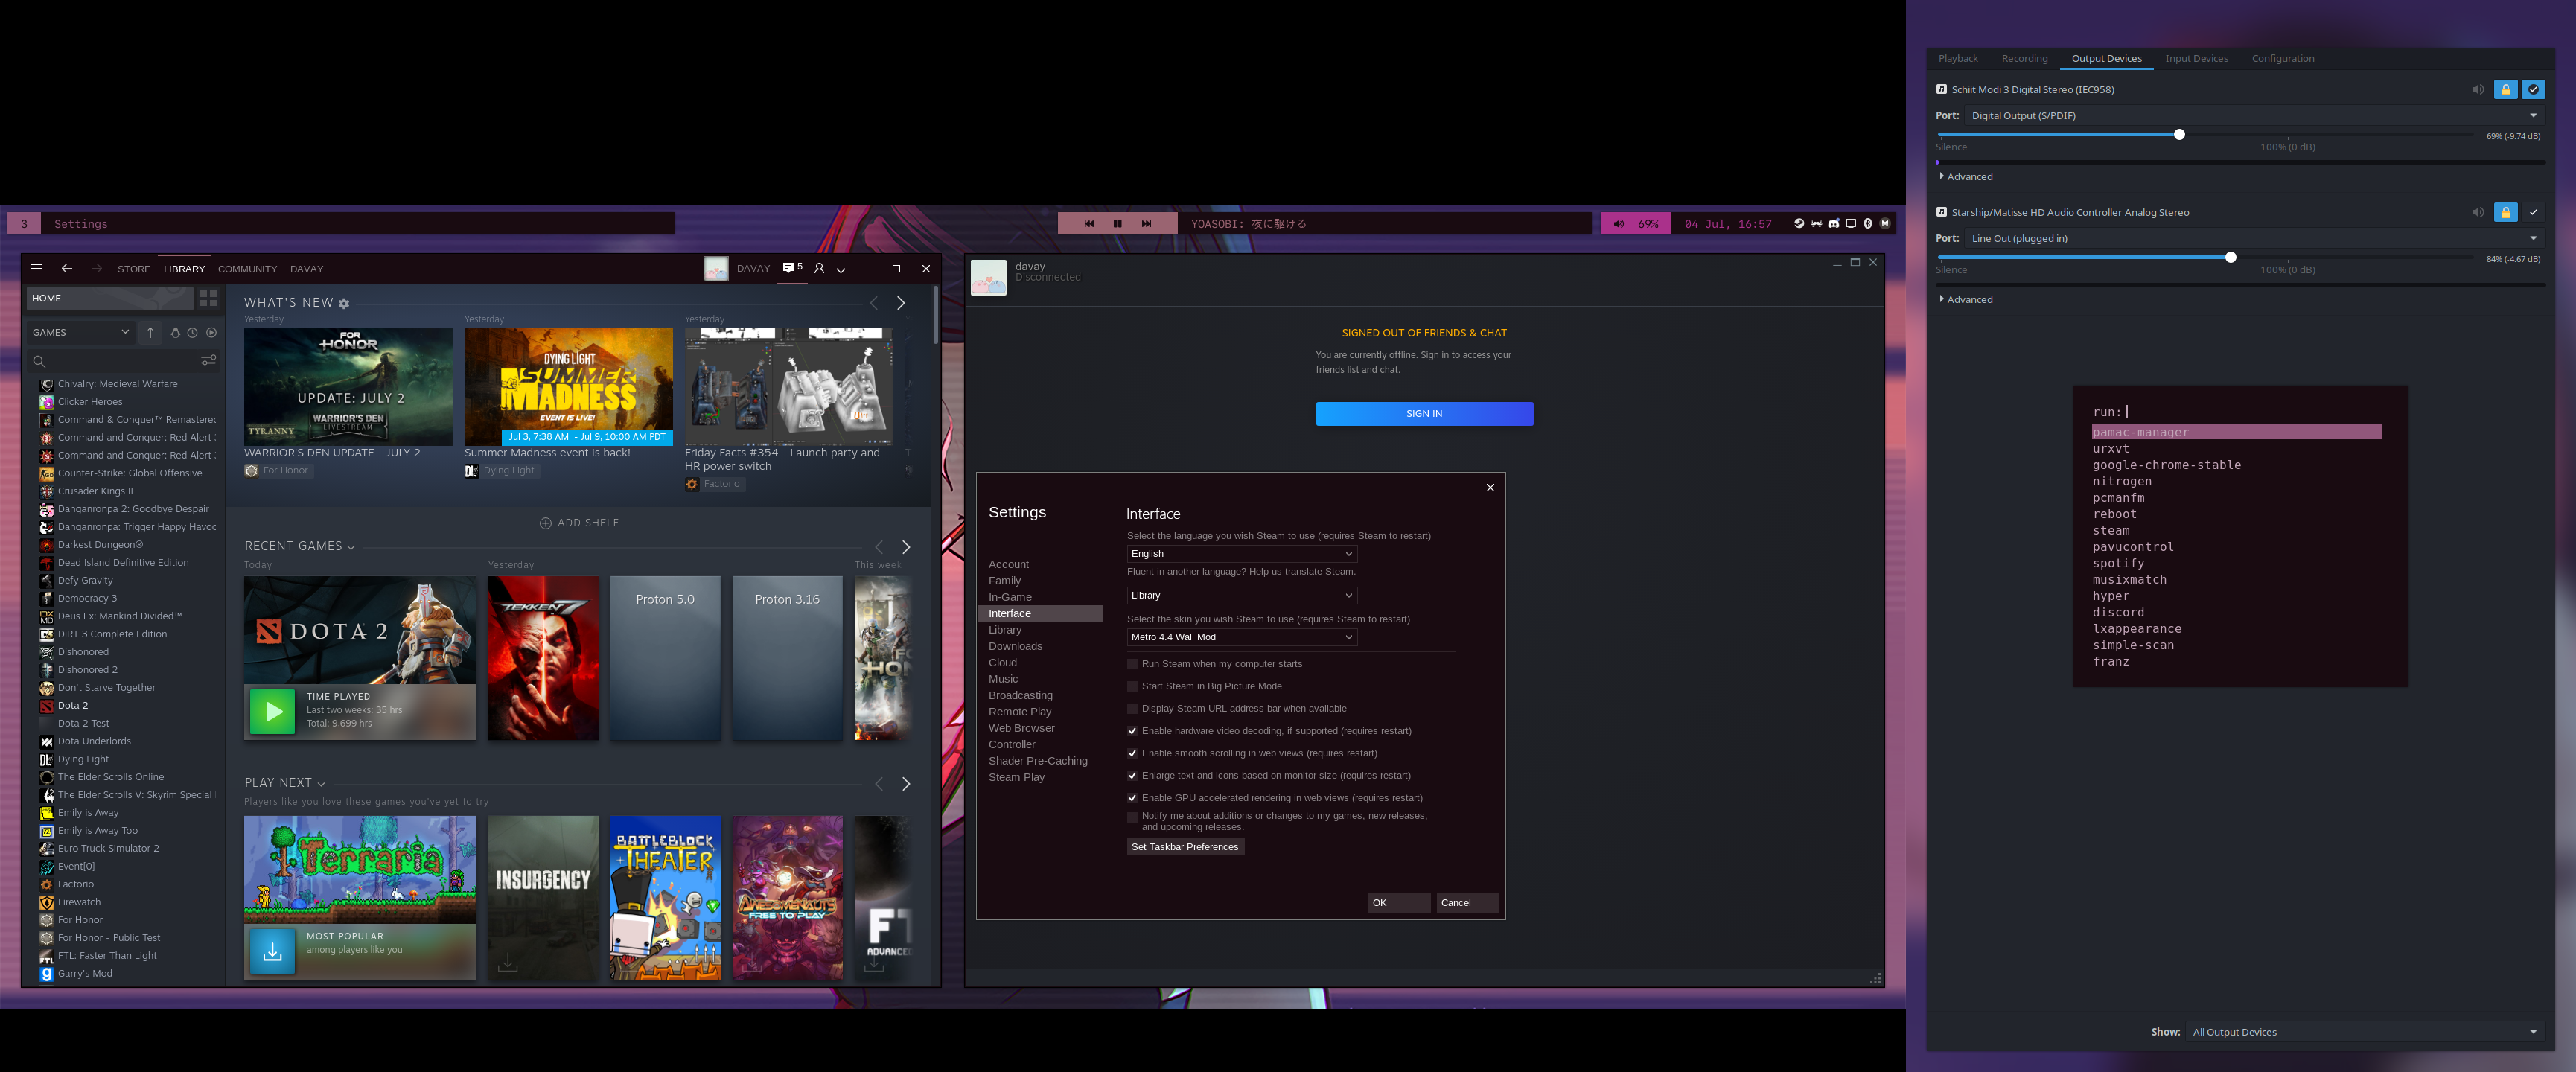 3 Settings
YOASOBI: 夜に駆ける
69% 04 Jul, 16:57
STORE LIBRARY COMMUNITY DAVAY
DAVAY 5
HOME
GAMES
Chivalry: Medieval Warfare
Clicker Heroes
Command & Conquer™ Remastered
Command and Conquer: Red Alert
Command and Conquer: Red Alert
Counter-Strike: Global Offensive
Crusader Kings II
Danganronpa 2: Goodbye Despair
Danganronpa: Trigger Happy Havoc
Darkest Dungeon®
Dead Island Definitive Edition
Defy Gravity
Democracy 3
Deus Ex: Mankind Divided™
DiRT 3 Complete Edition
Dishonored
Dishonored 2
Don't Starve Together
Dota 2
Dota 2 Test
Dota Underlords
Dying Light
The Elder Scrolls Online
The Elder Scrolls V: Skyrim Special
Emily is Away
Emily is Away Too
Euro Truck Simulator 2
Event[0]
Factorio
Firewatch
For Honor
For Honor - Public Test
FTL: Faster Than Light
Garry's Mod
WHAT'S NEW
Yesterday
FOR HONOR
UPDATE: JULY 2
TYRANNY
WARRIOR'S DEN
LIVESTREAM
WARRIOR'S DEN UPDATE - JULY 2
For Honor
Yesterday
DYING LIGHT
SUMMER
MADNESS
EVENT IS LIVE!
Jul 3, 7:38 AM - Jul 9, 10:00 AM PDT
Summer Madness event is back!
Dying Light
Yesterday
Friday Facts #354 - Launch party and
HR power switch
Factorio
ADD SHELF
RECENT GAMES
Today
DOTA 2
TIME PLAYED
Last two weeks: 35 hrs
Total: 9,699 hrs
Yesterday
TEKKEN 7
Proton 5.0
Proton 3.16
This week
PLAY NEXT
Players like you love these games you've yet to try
Terraria
MOST POPULAR
among players like you
INSURGENCY
BATTLEBLOCK
THEATER
AWESOMENAUTS
FREE TO PLAY
davay
Disconnected
SIGNED OUT OF FRIENDS & CHAT
You are currently offline. Sign in to access your
friends list and chat.
SIGN IN
Settings
Account
Family
In-Game
Interface
Library
Downloads
Cloud
Music
Broadcasting
Remote Play
Web Browser
Controller
Shader Pre-Caching
Steam Play
Interface
Select the language you wish Steam to use (requires Steam to restart)
English
Fluent in another language? Help us translate Steam.
Library
Select the skin you wish Steam to use (requires Steam to restart)
Metro 4.4 Wal_Mod
Run Steam when my computer starts
Start Steam in Big Picture Mode
Display Steam URL address bar when available
Enable hardware video decoding, if supported (requires restart)
Enable smooth scrolling in web views (requires restart)
Enlarge text and icons based on monitor size (requires restart)
Enable GPU accelerated rendering in web views (requires restart)
Notify me about additions or changes to my games, new releases,
and upcoming releases.
Set Taskbar Preferences
OK Cancel
Playback Recording Output Devices Input Devices Configuration
Schiit Modi 3 Digital Stereo (IEC958)
Port: Digital Output (S/PDIF)
69% (-9.74 dB)
Silence 100% (0 dB)
Advanced
Starship/Matisse HD Audio Controller Analog Stereo
Port: Line Out (plugged in)
84% (-4.67 dB)
Silence 100% (0 dB)
Advanced
run:
pamac-manager
urxvt
google-chrome-stable
nitrogen
pcmanfm
reboot
steam
pavucontrol
spotify
musixmatch
hyper
discord
lxappearance
simple-scan
franz
Show: All Output Devices